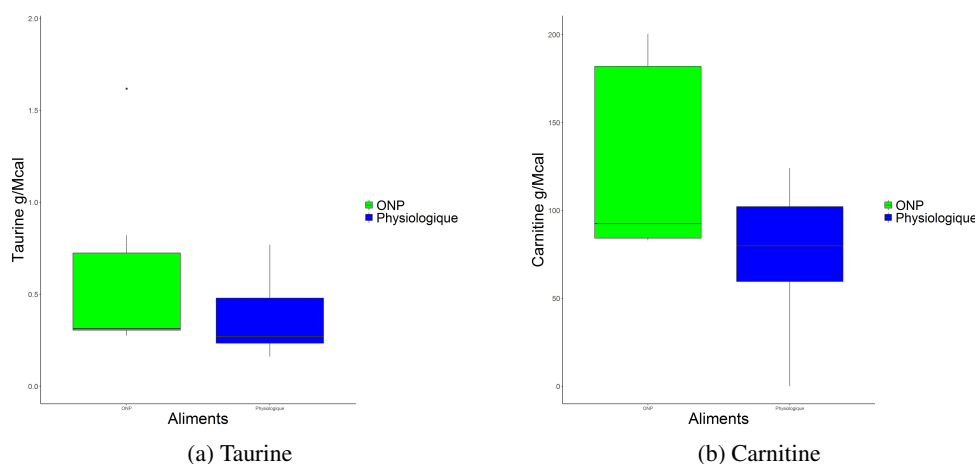 2.0
1.5
1.0
0.5
0.0
Taurine g/Mcal
ONP
Physiologique
Aliments
ONP
Physiologique
(a) Taurine
200
150
100
50
0
Carnitine g/Mcal
ONP
Physiologique
Aliments
ONP
Physiologique
(b) Carnitine